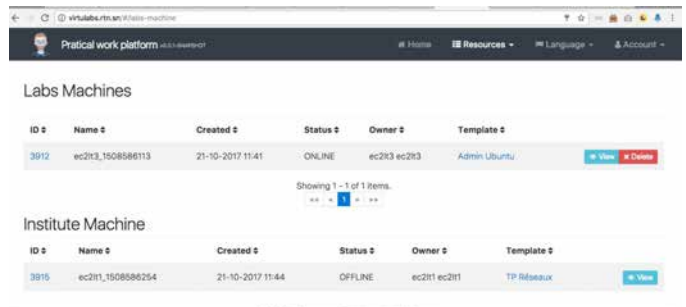 virtulabs.rtn.sn/#/labs-machine
Pratical work platform
Home Resources Language Account
Labs Machines
ID Name Created Status Owner Template
3912 ec2lt3_1508586113 21-10-2017 11:41 ONLINE ec2lt3 ec2lt3 Admin Ubuntu View Delete
Showing 1 - 1 of 1 items.
«« « 1 » »»
Institute Machine
ID Name Created Status Owner Template
3915 ec2lt1_1508586254 21-10-2017 11:44 OFFLINE ec2lt1 ec2lt1 TP Réseaux View